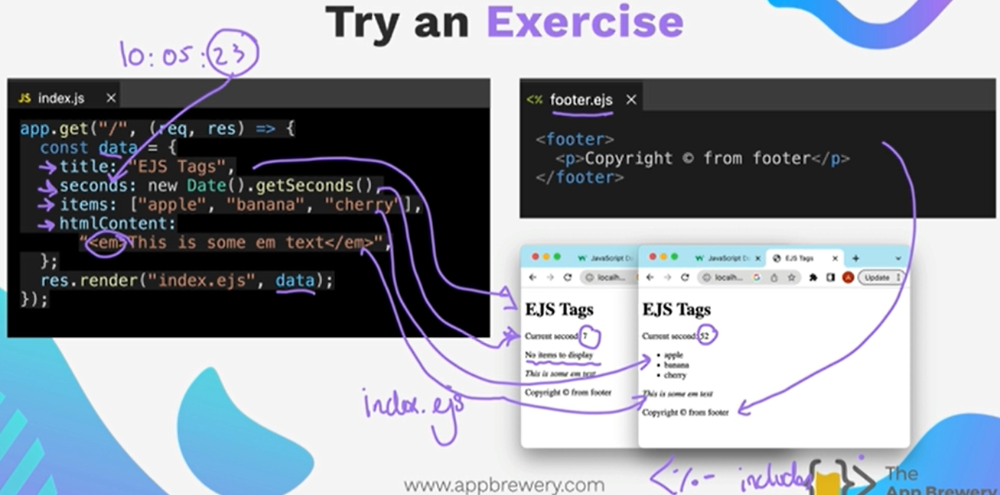 Try an Exercise
10:05:23
JS index.js ×
app.get("/", (req, res) => {
const data = {
title: "EJS Tags",
seconds: new Date().getSeconds(),
items: ["apple", "banana", "cherry"],
htmlContent:
"<em>This is some em text</em>",
};
res.render("index.ejs", data);
});
<% footer.ejs ×
<footer>
<p>Copyright © from footer</p>
</footer>
JavaScript D
localh...
EJS Tags
Current second: 7
No items to display
This is some em text
Copyright © from footer
JavaScript D × EJS Tags × +
localh... Update
EJS Tags
Current second: 52
• apple
• banana
• cherry
This is some em text
Copyright © from footer
index.ejs
<%- include
www.appbrewery.com
The
App Brewery